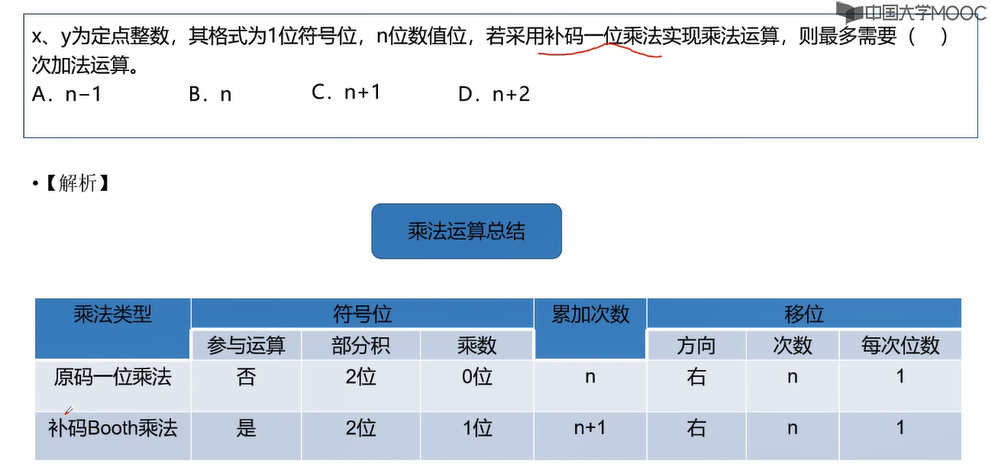 中国大学MOOC
x、y为定点整数，其格式为1位符号位，n位数值位，若采用补码一位乘法实现乘法运算，则最多需要（ ）
次加法运算。
A. n-1 B. n C. n+1 D. n+2
•【解析】
乘法运算总结
乘法类型 符号位 累加次数 移位
参与运算 部分积 乘数 方向 次数 每次位数
原码一位乘法 否 2位 0位 n 右 n 1
补码Booth乘法 是 2位 1位 n+1 右 n 1